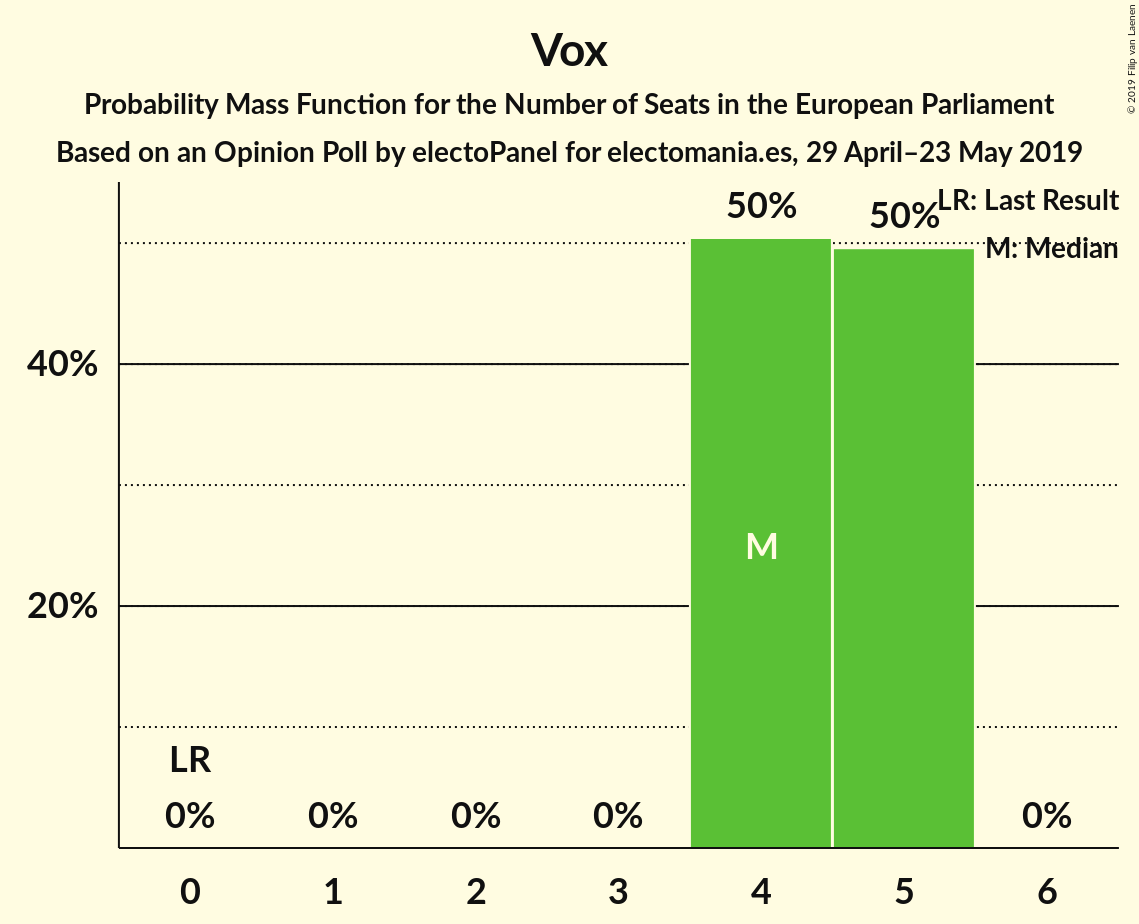 Vox
Probability Mass Function for the Number of Seats in the European Parliament
Based on an Opinion Poll by electoPanel for electomania.es, 29 April–23 May 2019
© 2019 Filip van Laenen
LR: Last Result
M: Median
50%
50%
40%
20%
M
LR
0%
0%
0%
0%
0%
0
1
2
3
4
5
6